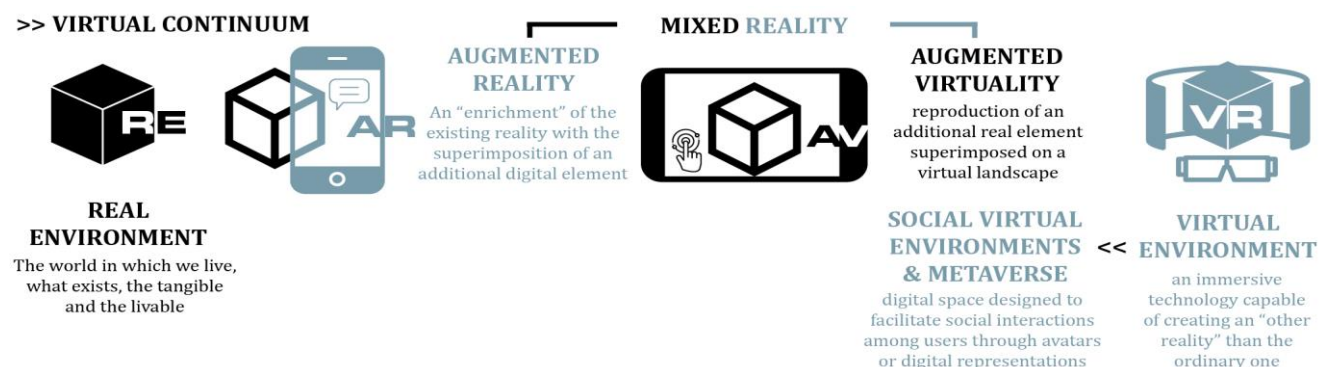 >> VIRTUAL CONTINUUM
RE
REAL
ENVIRONMENT
The world in which we live,
what exists, the tangible
and the livable
AR
AUGMENTED
REALITY
An “enrichment” of the
existing reality with the
superimposition of an
additional digital element
MIXED REALITY
AV
AUGMENTED
VIRTUALITY
reproduction of an
additional real element
superimposed on a
virtual landscape
VR
VIRTUAL
<< ENVIRONMENT
an immersive
technology capable
of creating an “other
reality” than the
ordinary one
SOCIAL VIRTUAL
ENVIRONMENTS
& METAVERSE
digital space designed to
facilitate social interactions
among users through avatars
or digital representations